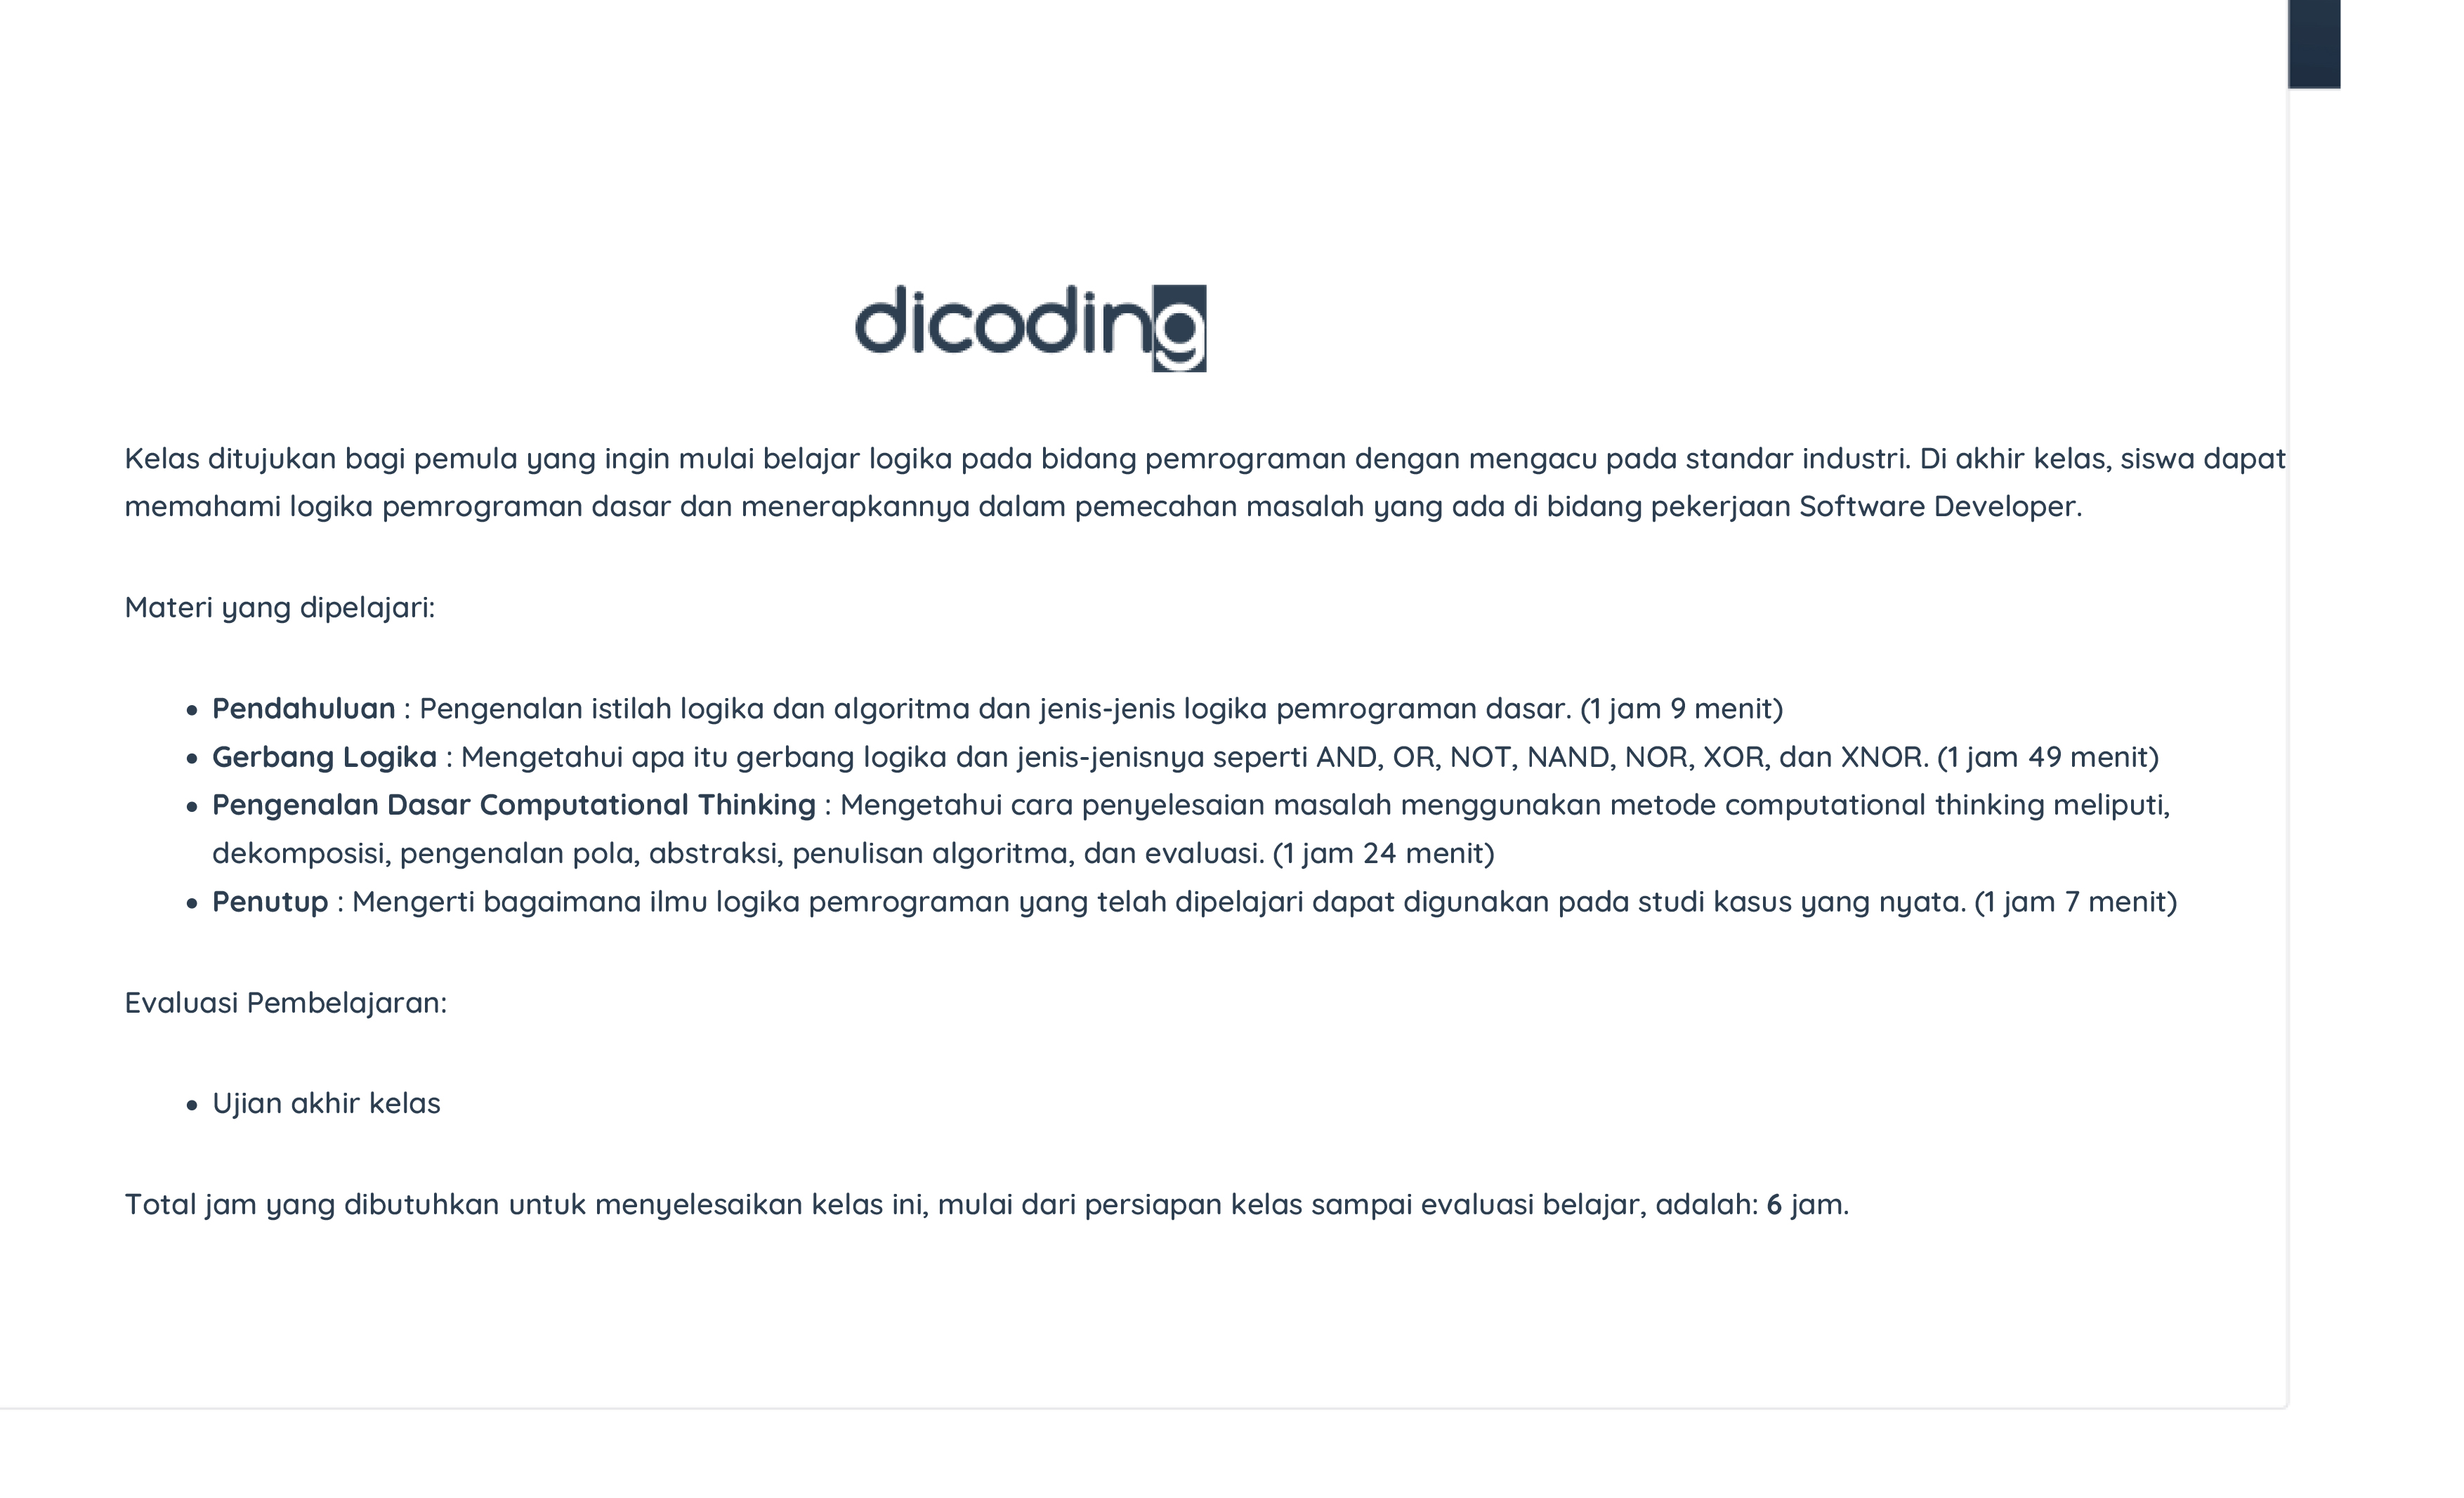 dicoding
Kelas ditujukan bagi pemula yang ingin mulai belajar logika pada bidang pemrograman dengan mengacu pada standar industri. Di akhir kelas, siswa dapat
memahami logika pemrograman dasar dan menerapkannya dalam pemecahan masalah yang ada di bidang pekerjaan Software Developer.
Materi yang dipelajari:
• Pendahuluan : Pengenalan istilah logika dan algoritma dan jenis-jenis logika pemrograman dasar. (1 jam 9 menit)
• Gerbang Logika : Mengetahui apa itu gerbang logika dan jenis-jenisnya seperti AND, OR, NOT, NAND, NOR, XOR, dan XNOR. (1 jam 49 menit)
• Pengenalan Dasar Computational Thinking : Mengetahui cara penyelesaian masalah menggunakan metode computational thinking meliputi,
dekomposisi, pengenalan pola, abstraksi, penulisan algoritma, dan evaluasi. (1 jam 24 menit)
• Penutup : Mengerti bagaimana ilmu logika pemrograman yang telah dipelajari dapat digunakan pada studi kasus yang nyata. (1 jam 7 menit)
Evaluasi Pembelajaran:
• Ujian akhir kelas
Total jam yang dibutuhkan untuk menyelesaikan kelas ini, mulai dari persiapan kelas sampai evaluasi belajar, adalah: 6 jam.